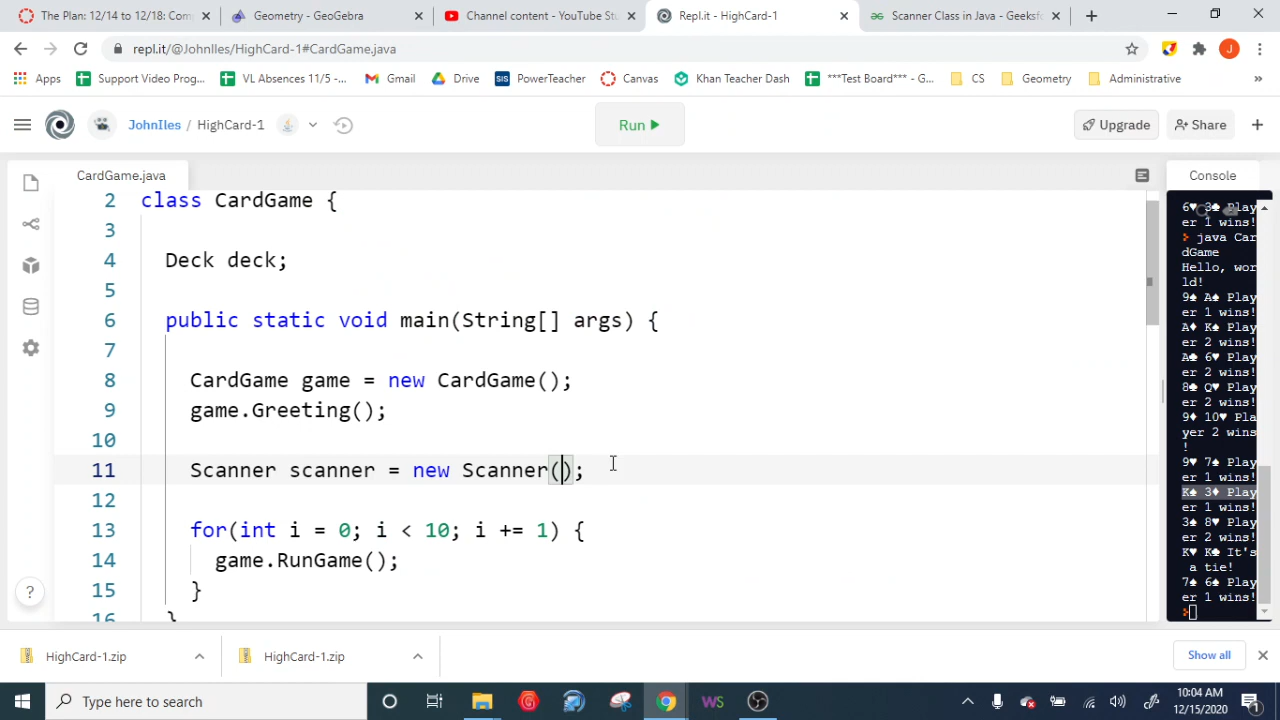 The Plan: 12/14 to 12/18: Com
Geometry - GeoGebra
Channel content - YouTube Stu
Repl.it - HighCard-1
Scanner Class in Java - Geeksfo
repl.it/@JohnIles/HighCard-1#CardGame.java
J
Apps
Support Video Prog...
VL Absences 11/5 -...
Gmail
Drive
SIS
PowerTeacher
Canvas
Khan Teacher Dash
***Test Board*** - G...
CS
Geometry
Administrative
»
JohnIles / HighCard-1
Run
Upgrade
Share
CardGame.java
Console
2 class CardGame {
3
4 Deck deck;
5
6 public static void main(String[] args) {
7
8 CardGame game = new CardGame();
9 game.Greeting();
10
11 Scanner scanner = new Scanner();
12
13 for(int i = 0; i < 10; i += 1) {
14 game.RunGame();
15 }
16 }
6♥ 3♣ Play
er 1 wins!
java Car
dGame
Hello, wor
ld!
9♠ A♠ Play
er 1 wins!
A♦ K♠ Play
er 2 wins!
A♣ 6♥ Play
er 2 wins!
8♣ Q♥ Play
er 2 wins!
9♦ 10♥ Pla
yer 2 wins
!
9♥ 7♣ Play
er 1 wins!
K♠ 3♦ Play
er 1 wins!
3♣ 8♥ Play
er 2 wins!
K♥ K♣ It's
a tie!
7♣ 6♣ Play
er 1 wins!
?
HighCard-1.zip
HighCard-1.zip
Show all
Type here to search
WS
10:04 AM
12/15/2020
1